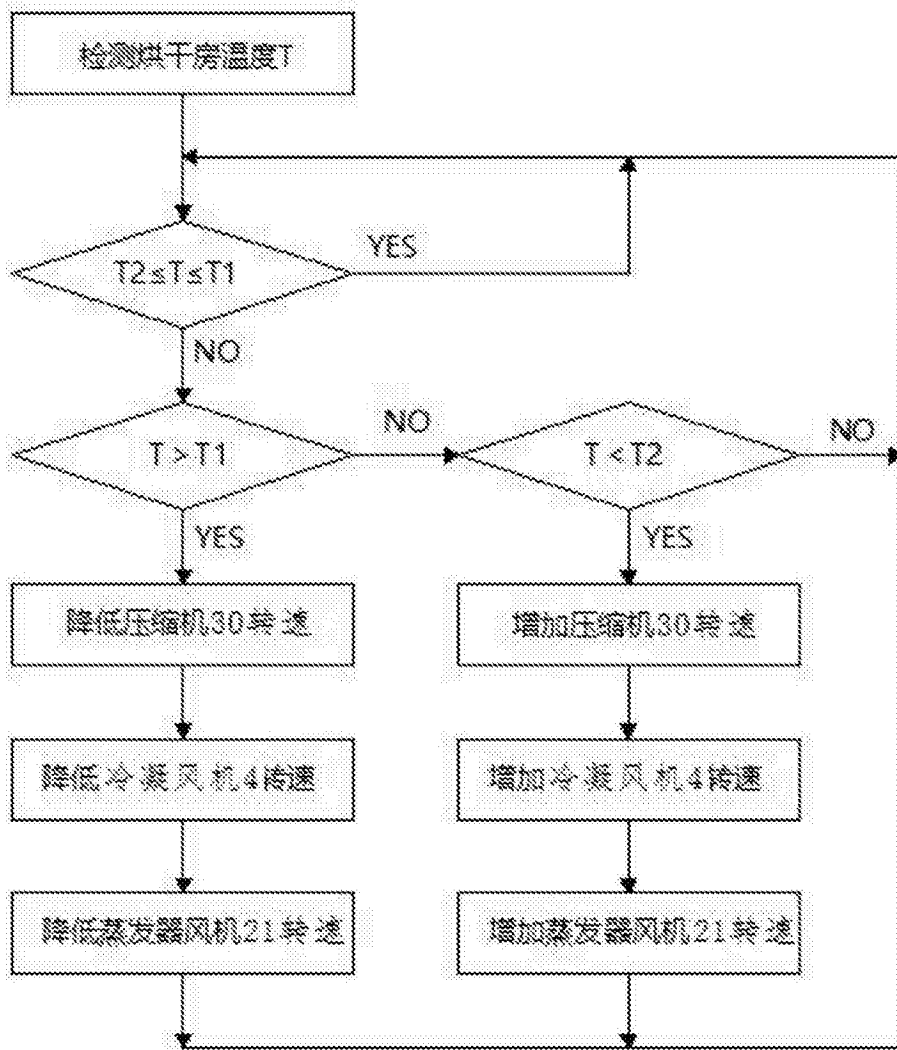 检测烘干房温度T
T2≤T≤T1
YES
NO
T>T1
NO
T<T2
NO
YES
YES
降低压缩机30转速
增加压缩机30转速
降低冷凝风机4转速
增加冷凝风机4转速
降低蒸发器风机21转速
增加蒸发器风机21转速